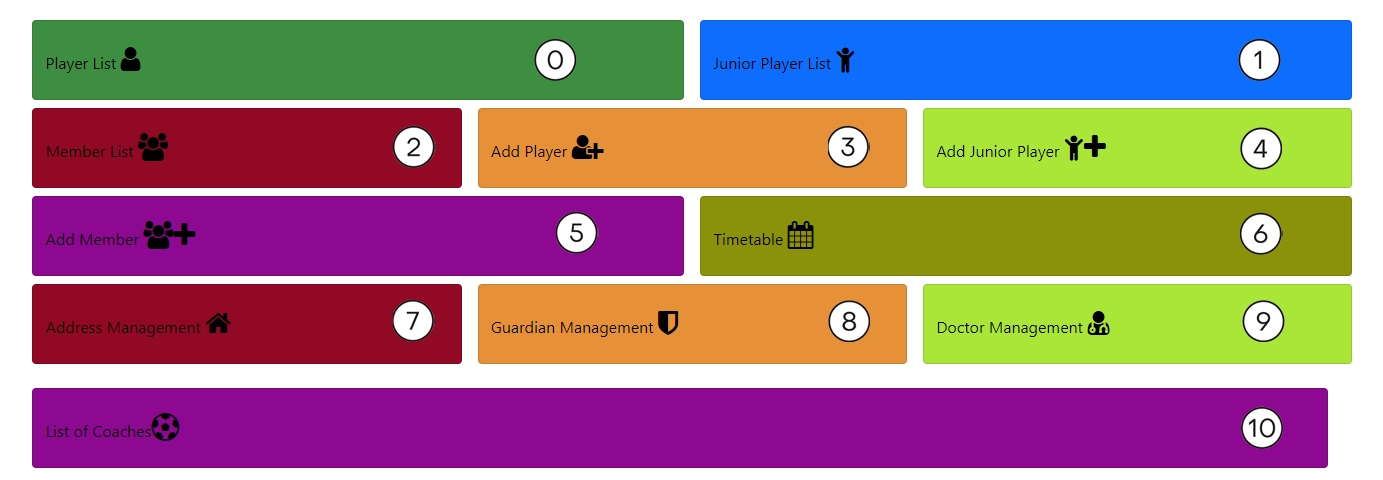 Player List 0
Junior Player List 1
Member List 2
Add Player 3
Add Junior Player 4
Add Member 5
Timetable 6
Address Management 7
Guardian Management 8
Doctor Management 9
List of Coaches 10